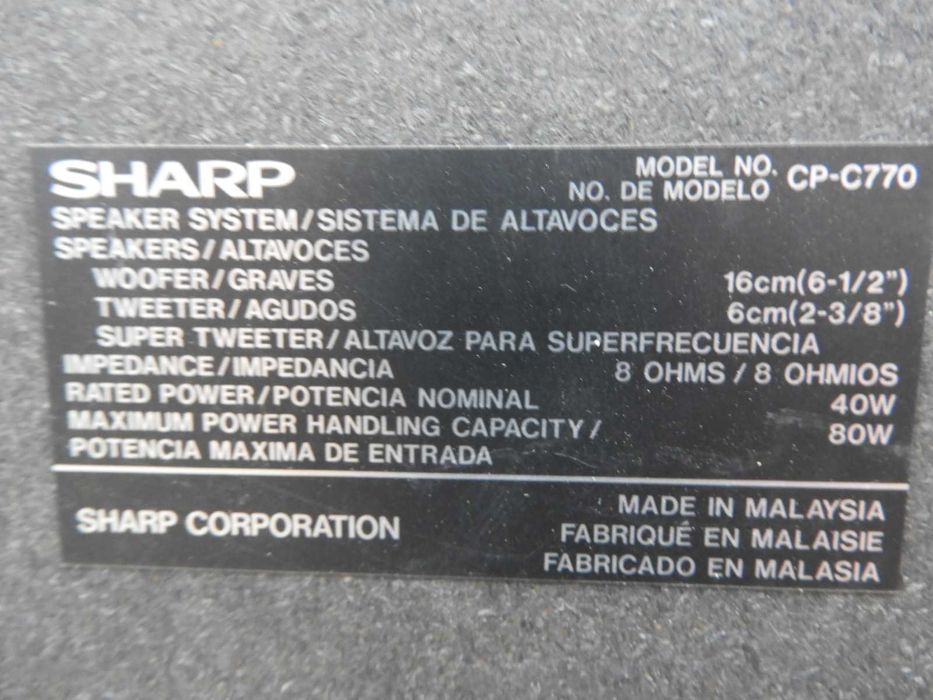 SHARP
MODEL NO. CP-C770
NO. DE MODELO
SPEAKER SYSTEM/SISTEMA DE ALTAVOCES
SPEAKERS/ALTAVOCES
WOOFER/GRAVES 16cm(6-1/2")
TWEETER/AGUDOS 6cm(2-3/8")
SUPER TWEETER/ALTAVOZ PARA SUPERFRECUENCIA
IMPEDANCE/IMPEDANCIA 8 OHMS / 8 OHMIOS
RATED POWER/POTENCIA NOMINAL 40W
MAXIMUM POWER HANDLING CAPACITY/ 80W
POTENCIA MAXIMA DE ENTRADA
SHARP CORPORATION
MADE IN MALAYSIA
FABRIQUÉ EN MALAISIE
FABRICADO EN MALASIA